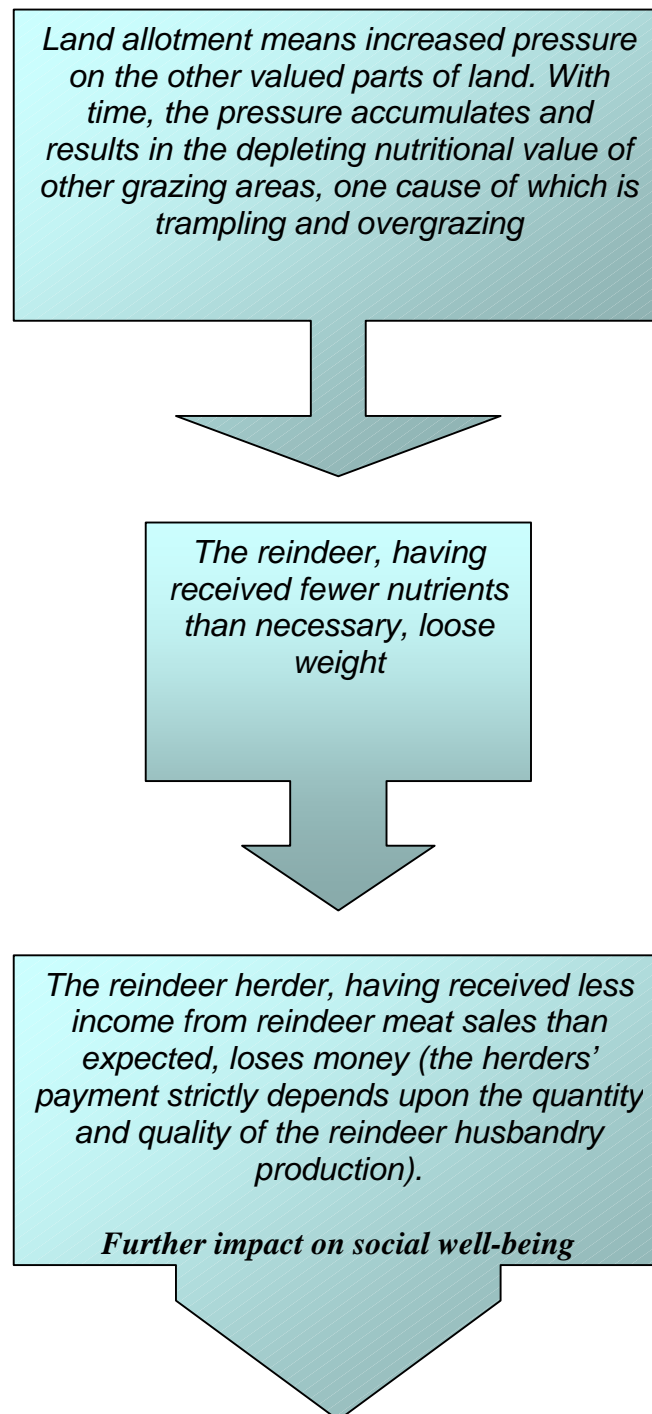 Land allotment means increased pressure
on the other valued parts of land. With
time, the pressure accumulates and
results in the depleting nutritional value of
other grazing areas, one cause of which is
trampling and overgrazing
The reindeer, having
received fewer nutrients
than necessary, loose
weight
The reindeer herder, having received less
income from reindeer meat sales than
expected, loses money (the herders’
payment strictly depends upon the quantity
and quality of the reindeer husbandry
production).
Further impact on social well-being